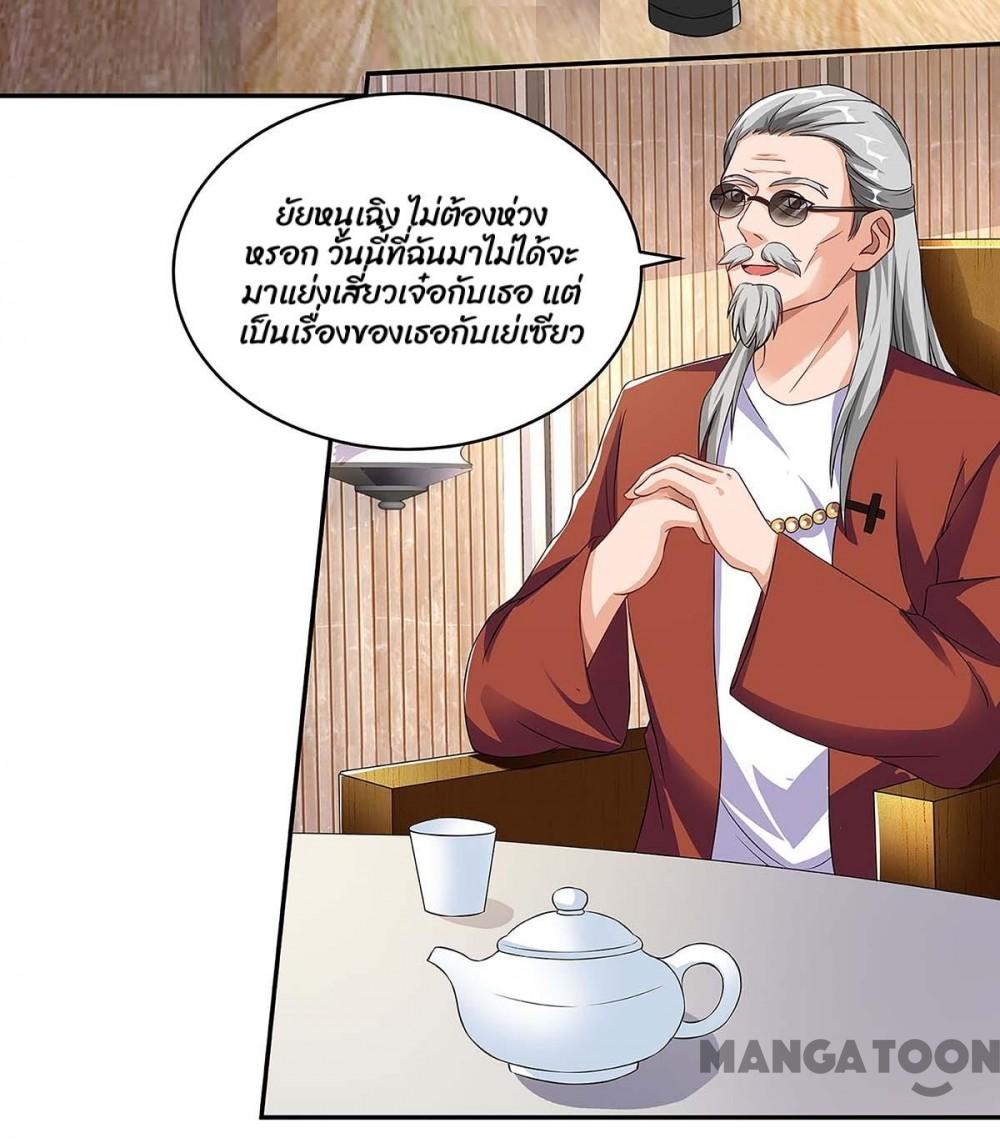 ยัยหนูเฉิง ไม่ต้องห่วง
หรอก วันนี้ที่ฉันมาไม่ได้จะ
มาแย่งเสี่ยวเจ๋อกับเธอ แต่
เป็นเรื่องของเธอกับเย่เซียว
MANGATOON